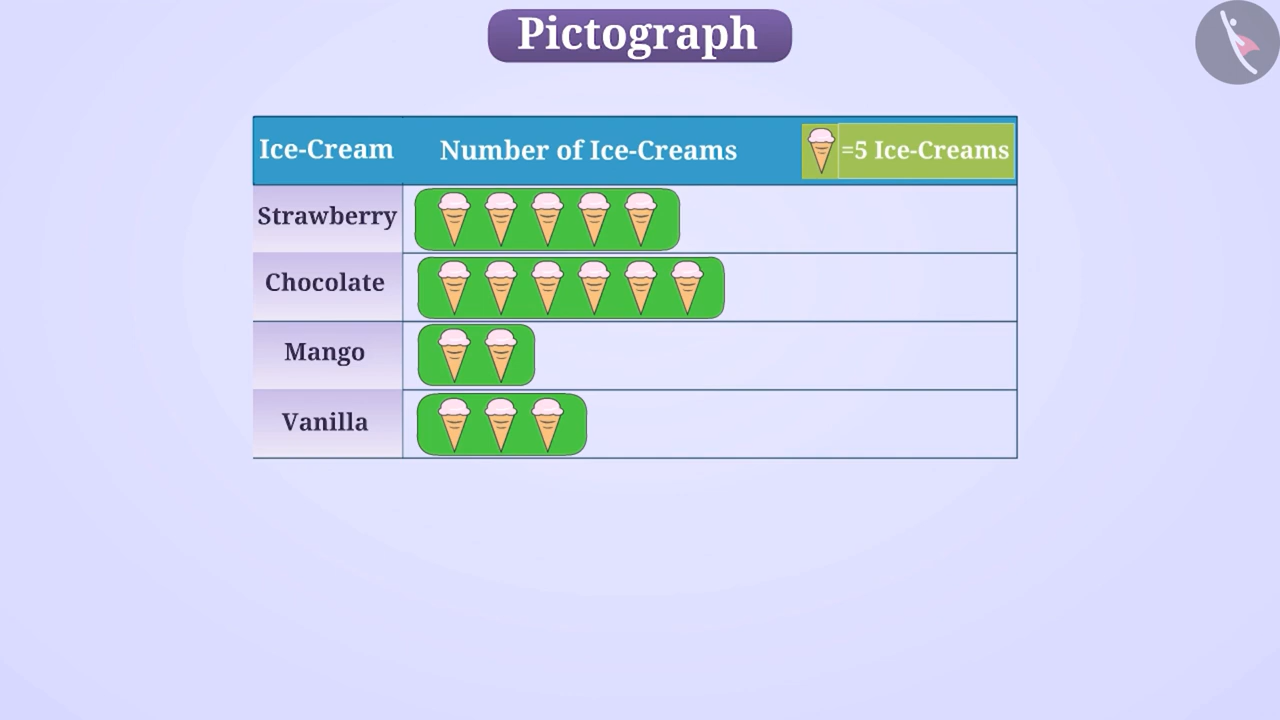 Pictograph
Ice-Cream Number of Ice-Creams =5 Ice-Creams
Strawberry
Chocolate
Mango
Vanilla